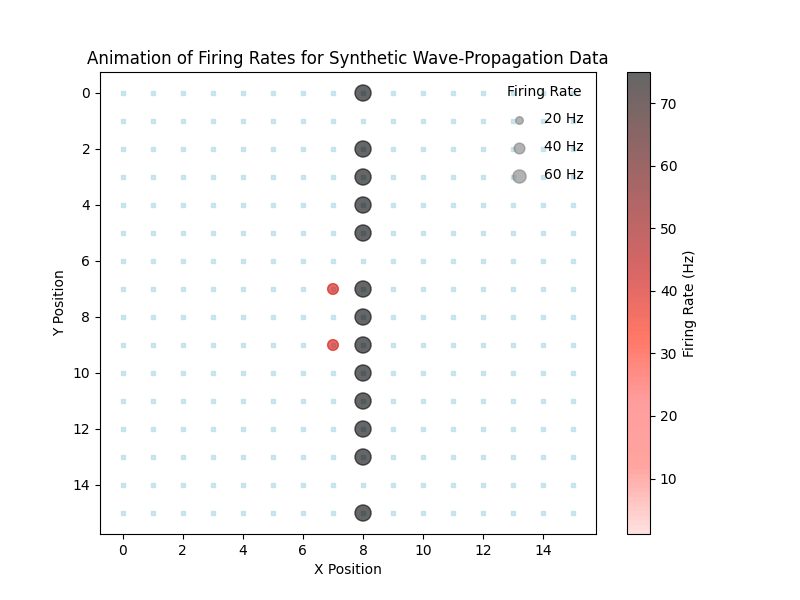 Animation of Firing Rates for Synthetic Wave-Propagation Data
Firing Rate
20 Hz
40 Hz
60 Hz
0
2
4
6
8
10
12
14
Y Position
0 2 4 6 8 10 12 14
X Position
70
60
50
40
30
20
10
Firing Rate (Hz)